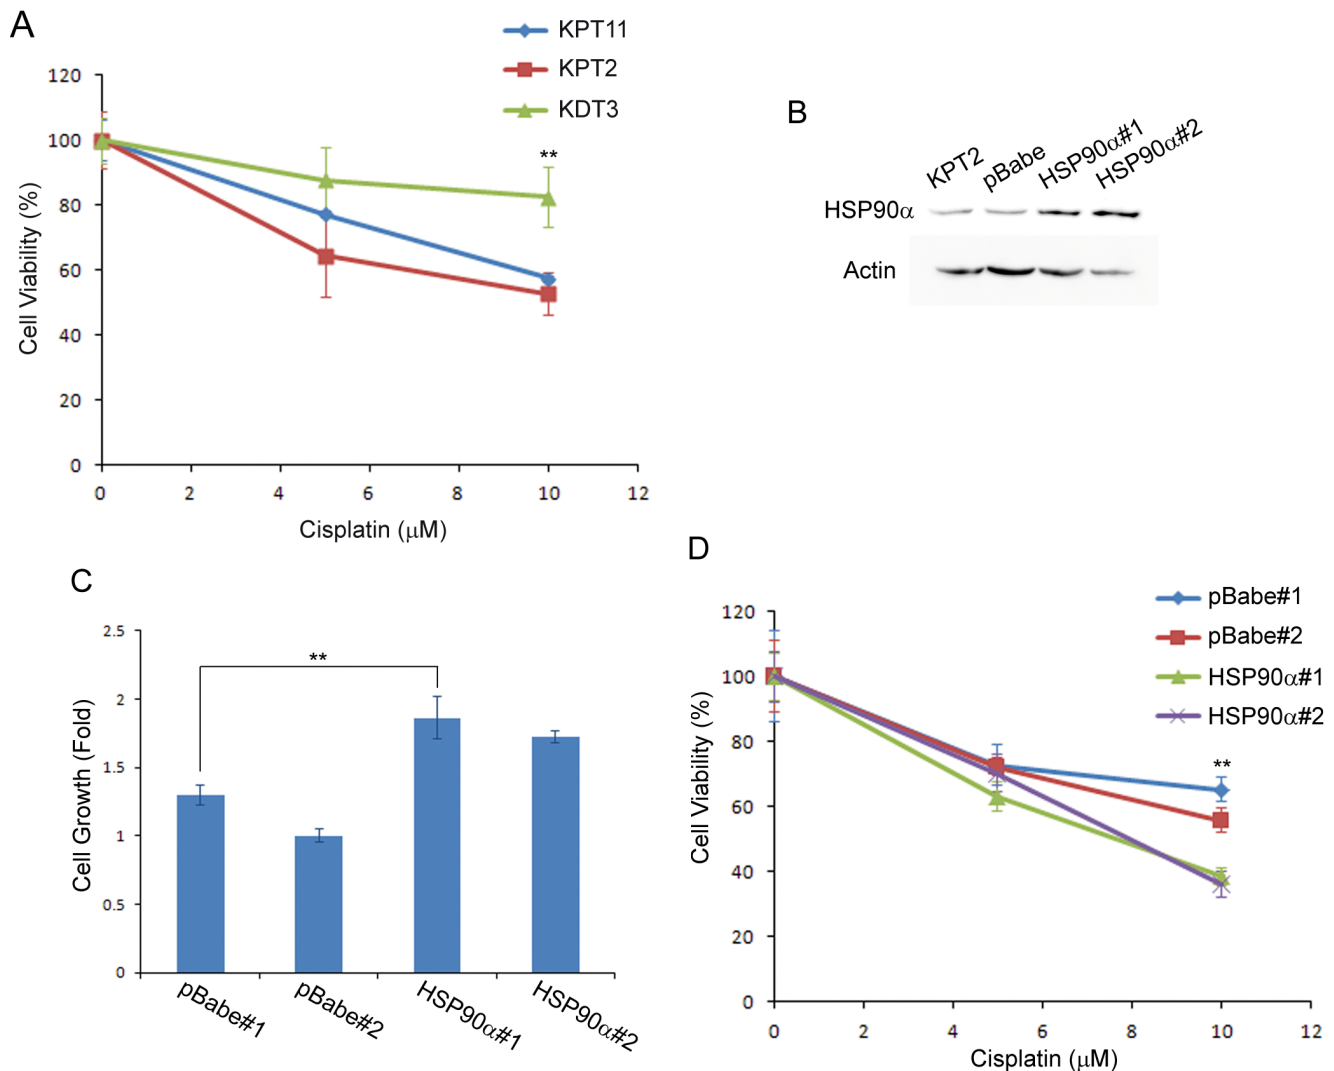 A
KPT11
KPT2
KDT3
120
100
80
60
40
20
0
**
Cell Viability (%)
0 2 4 6 8 10 12
Cisplatin (μM)
B
KPT2 pBabe HSP90α#1 HSP90α#2
HSP90α
Actin
C
2.5
2
1.5
1
0.5
0
**
Cell Growth (Fold)
pBabe#1 pBabe#2 HSP90α#1 HSP90α#2
D
pBabe#1
pBabe#2
HSP90α#1
HSP90α#2
120
100
80
60
40
20
0
**
Cell Viability (%)
0 2 4 6 8 10 12
Cisplatin (μM)